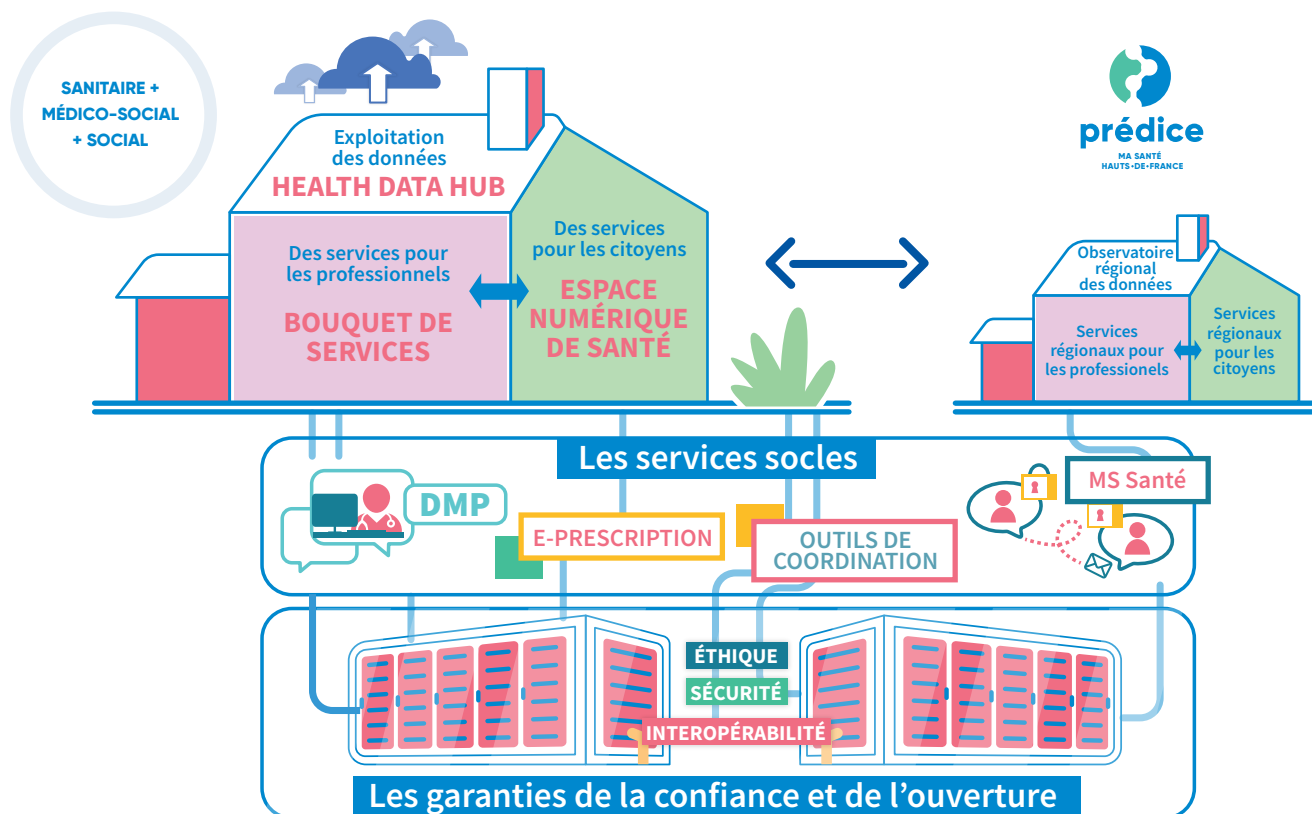 SANITAIRE +
MÉDICO-SOCIAL
+ SOCIAL
Exploitation
des données
HEALTH DATA HUB
Des services pour
les professionnels
BOUQUET DE
SERVICES
Des services
pour les citoyens
ESPACE
NUMÉRIQUE
DE SANTÉ
prédice
MA SANTÉ
HAUTS•DE•FRANCE
Observatoire
régional
des données
Services
régionaux pour
les professionels
Services
régionaux
pour les
citoyens
Les services socles
DMP
E-PRESCRIPTION
OUTILS DE
COORDINATION
MS Santé
ÉTHIQUE
SÉCURITÉ
INTEROPÉRABILITÉ
Les garanties de la confiance et de l’ouverture